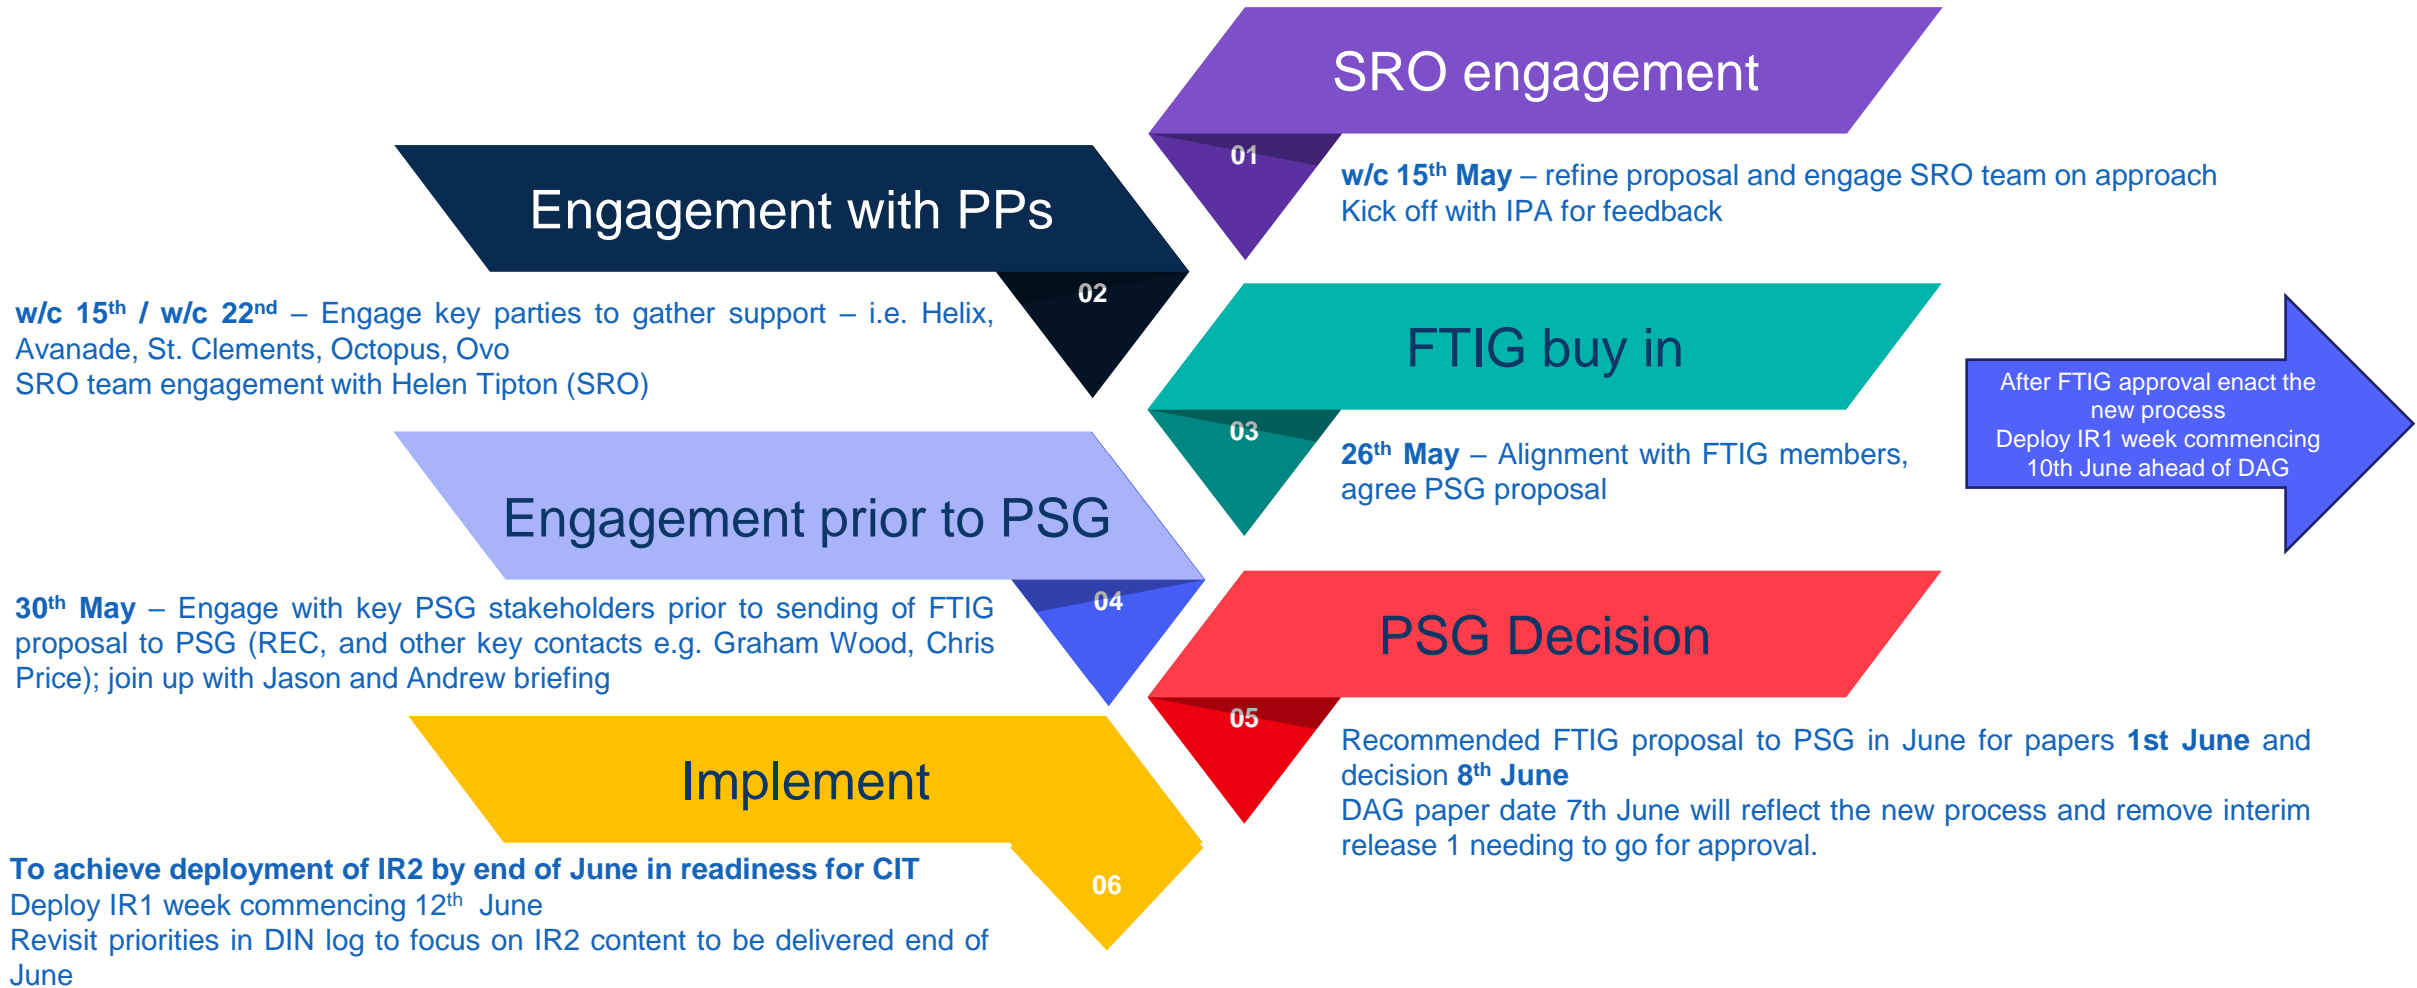 SRO engagement
01
w/c 15th May – refine proposal and engage SRO team on approach
Kick off with IPA for feedback
Engagement with PPs
02
w/c 15th / w/c 22nd – Engage key parties to gather support – i.e. Helix,
Avanade, St. Clements, Octopus, Ovo
SRO team engagement with Helen Tipton (SRO)
FTIG buy in
03
26th May – Alignment with FTIG members,
agree PSG proposal
After FTIG approval enact the
new process
Deploy IR1 week commencing
10th June ahead of DAG
Engagement prior to PSG
04
30th May – Engage with key PSG stakeholders prior to sending of FTIG
proposal to PSG (REC, and other key contacts e.g. Graham Wood, Chris
Price); join up with Jason and Andrew briefing
PSG Decision
05
Recommended FTIG proposal to PSG in June for papers 1st June and
decision 8th June
DAG paper date 7th June will reflect the new process and remove interim
release 1 needing to go for approval.
Implement
06
To achieve deployment of IR2 by end of June in readiness for CIT
Deploy IR1 week commencing 12th June
Revisit priorities in DIN log to focus on IR2 content to be delivered end of
June